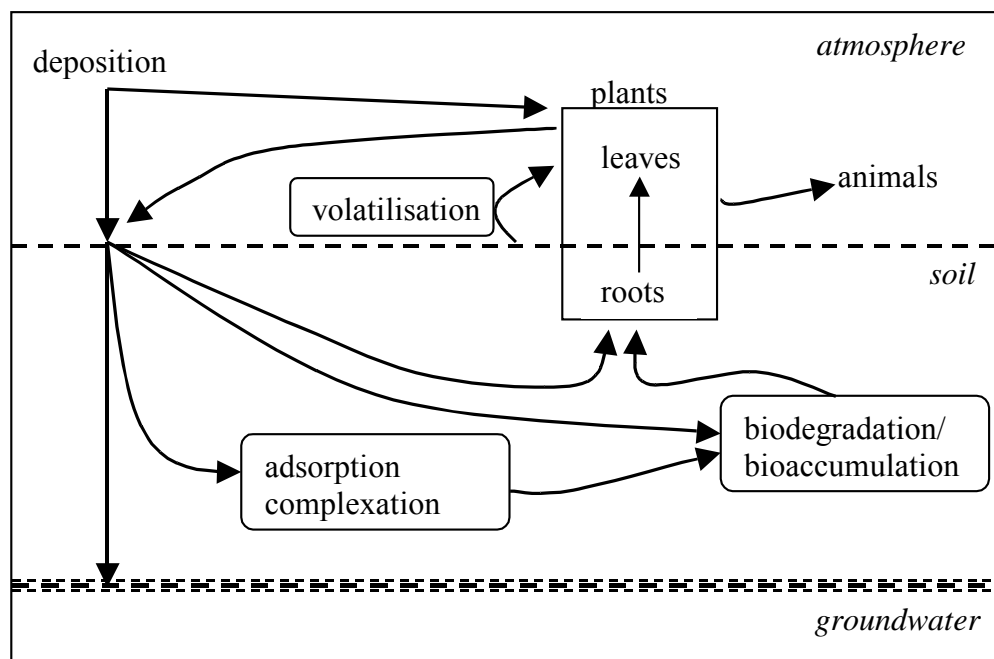 atmosphere
deposition
plants
leaves
animals
volatilisation
soil
roots
biodegradation/
bioaccumulation
adsorption
complexation
groundwater